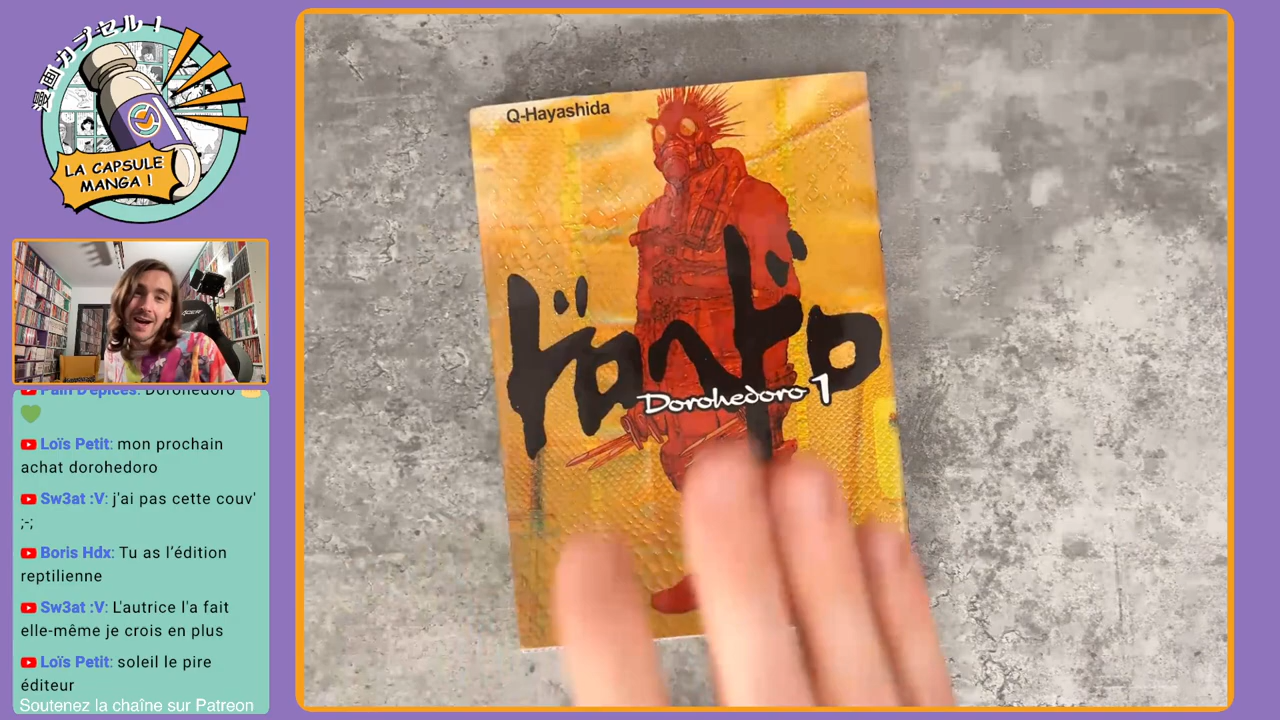 漫画カプセル！
LA CAPSULE
MANGA !
Q-Hayashida
ドロヘドロ
Dorohedoro 1
Pain D'épices: Dorohedoro
Loïs Petit: mon prochain
achat dorohedoro
Sw3at :V: j'ai pas cette couv'
;-;
Boris Hdx: Tu as l'édition
reptilienne
Sw3at :V: L'autrice l'a fait
elle-même je crois en plus
Loïs Petit: soleil le pire
éditeur
Soutenez la chaîne sur Patreon